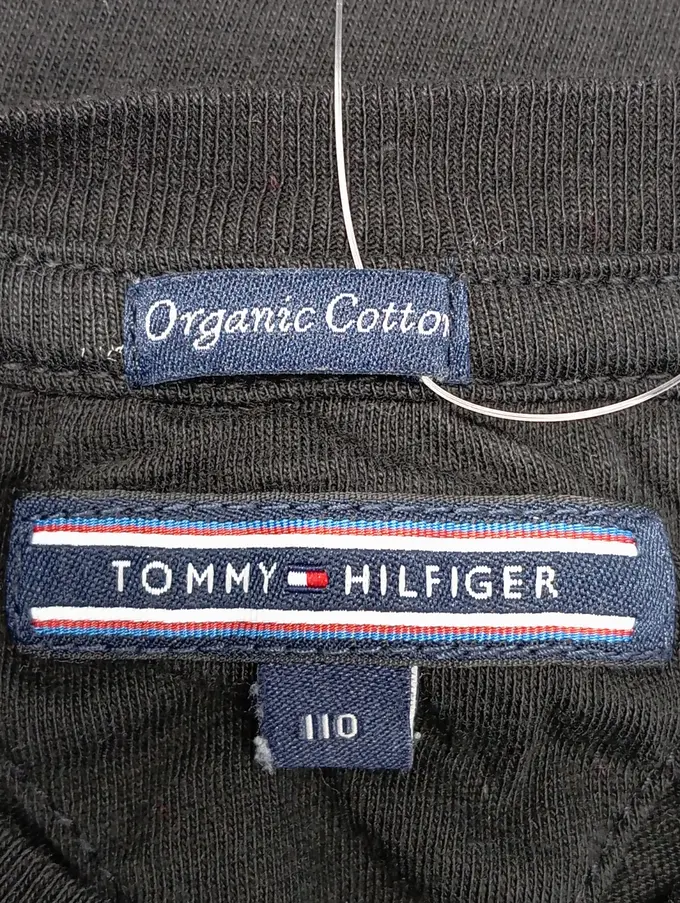 Organic Cotton
TOMMY HILFIGER
110